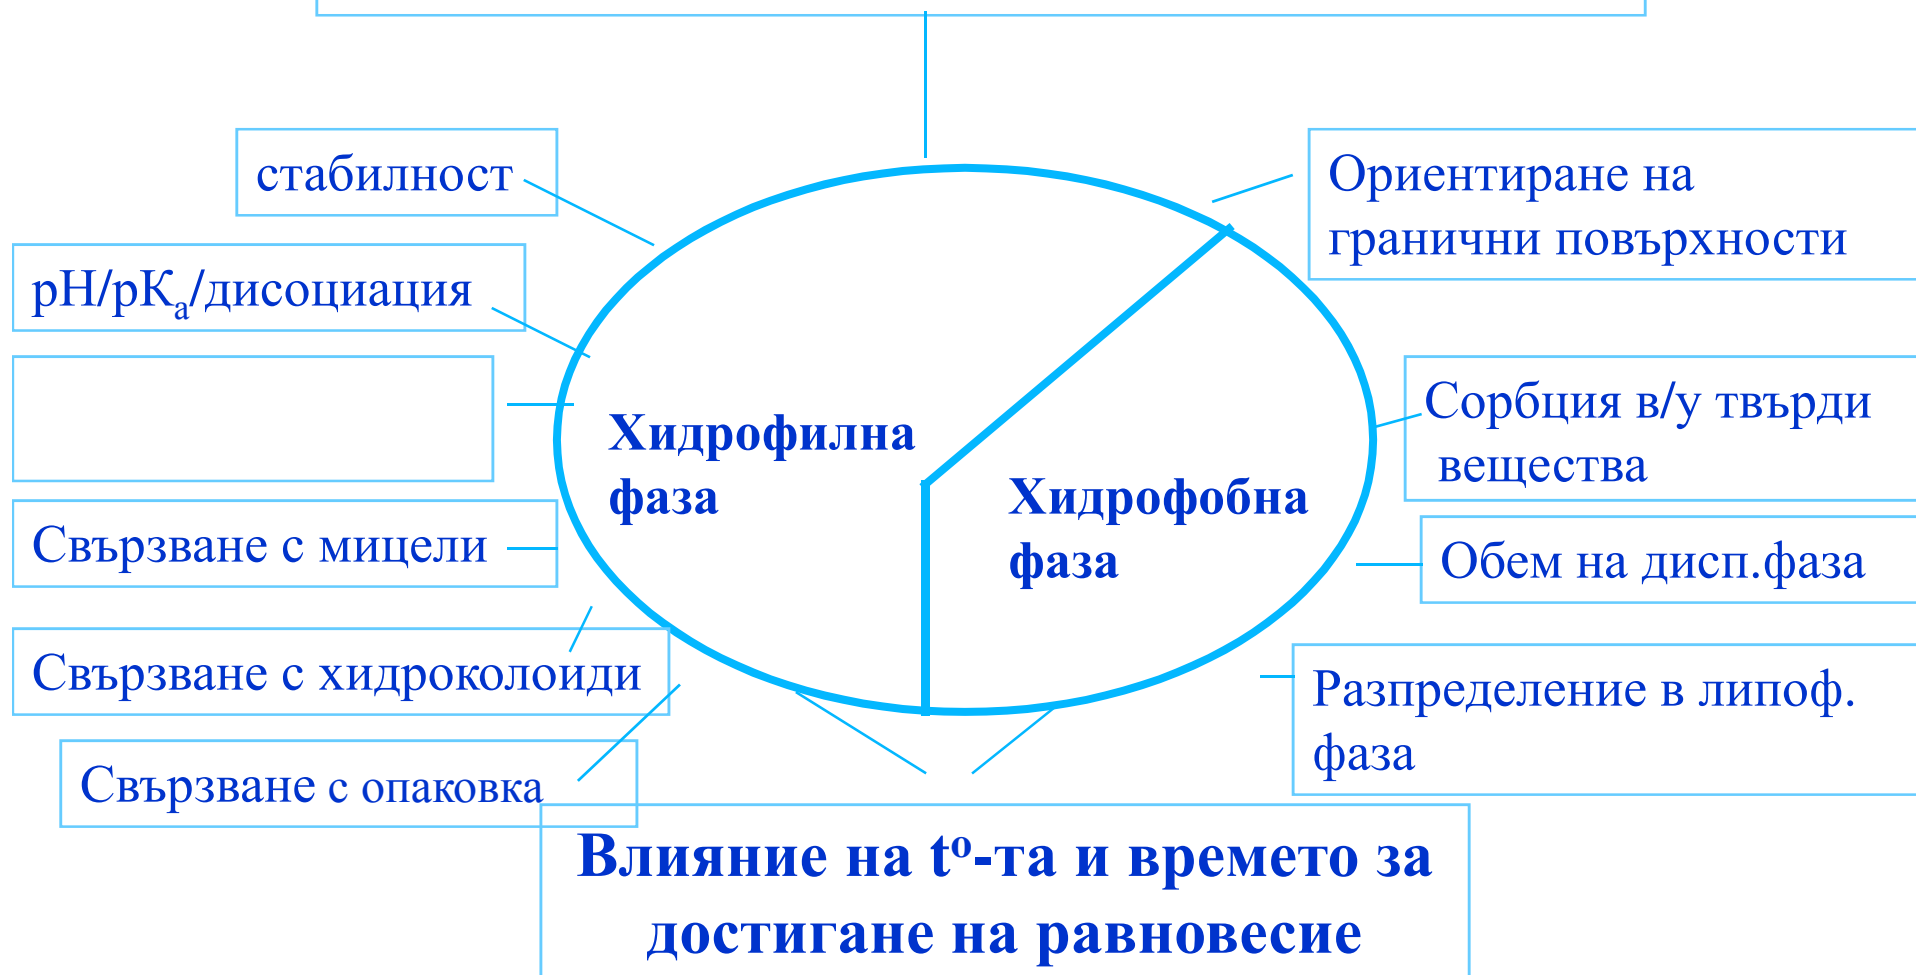 стабилност
pH/pKa/дисоциация
Свързване с мицели
Свързване с хидроколоиди
Свързване с опаковка
Хидрофилна
фаза
Хидрофобна
фаза
Ориентиране на
гранични повърхности
Сорбция в/у твърди
вещества
Обем на дисп.фаза
Разпределение в липоф.
фаза
Влияние на tº-та и времето за
достигане на равновесие